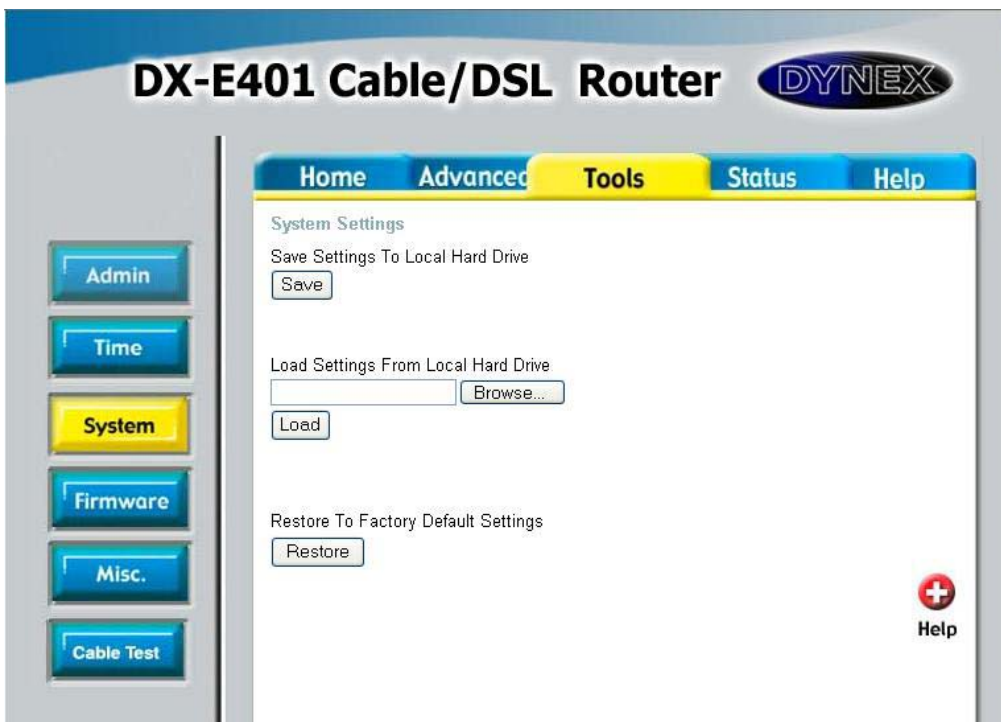 DX-E401 Cable/DSL Router DYNEX
Home Advanced Tools Status Help
Admin
Time
System
Firmware
Misc.
Cable Test
System Settings
Save Settings To Local Hard Drive
Save
Load Settings From Local Hard Drive
Browse...
Load
Restore To Factory Default Settings
Restore
Help